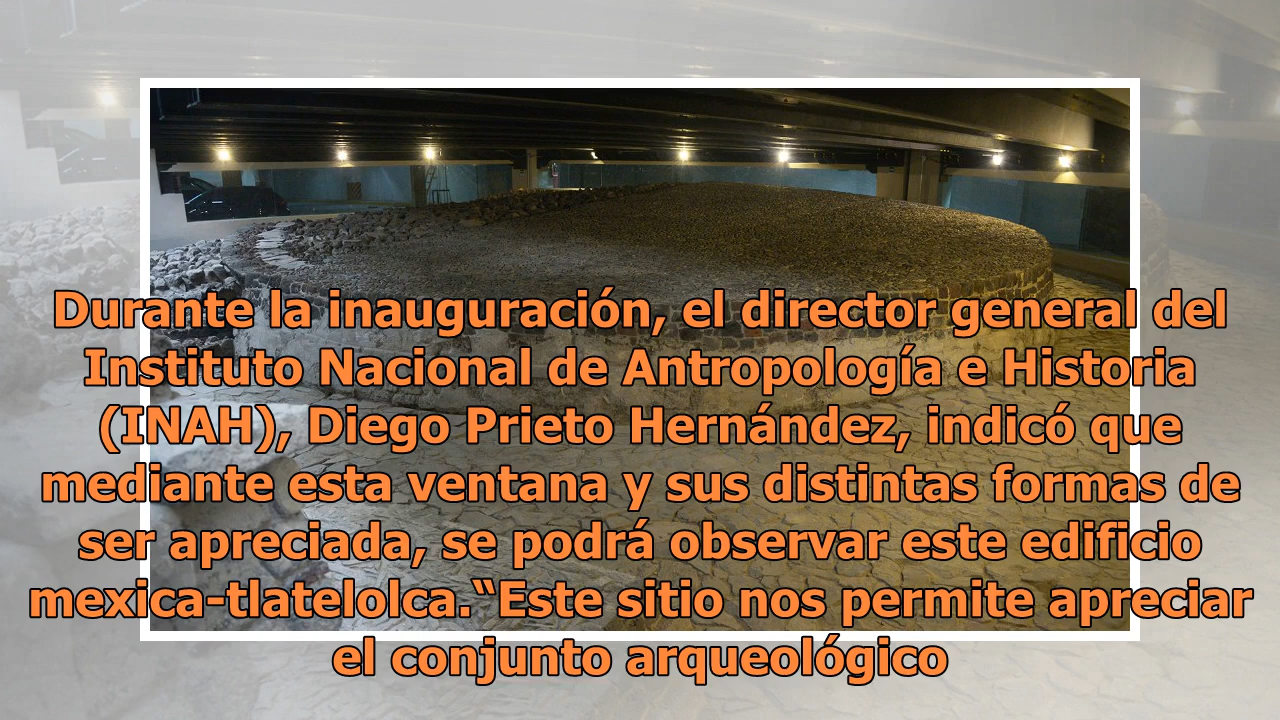 Durante la inauguración, el director general del
Instituto Nacional de Antropología e Historia
(INAH), Diego Prieto Hernández, indicó que
mediante esta ventana y sus distintas formas de
ser apreciada, se podrá observar este edificio
mexica-tlatelolca.“Este sitio nos permite apreciar
el conjunto arqueológico